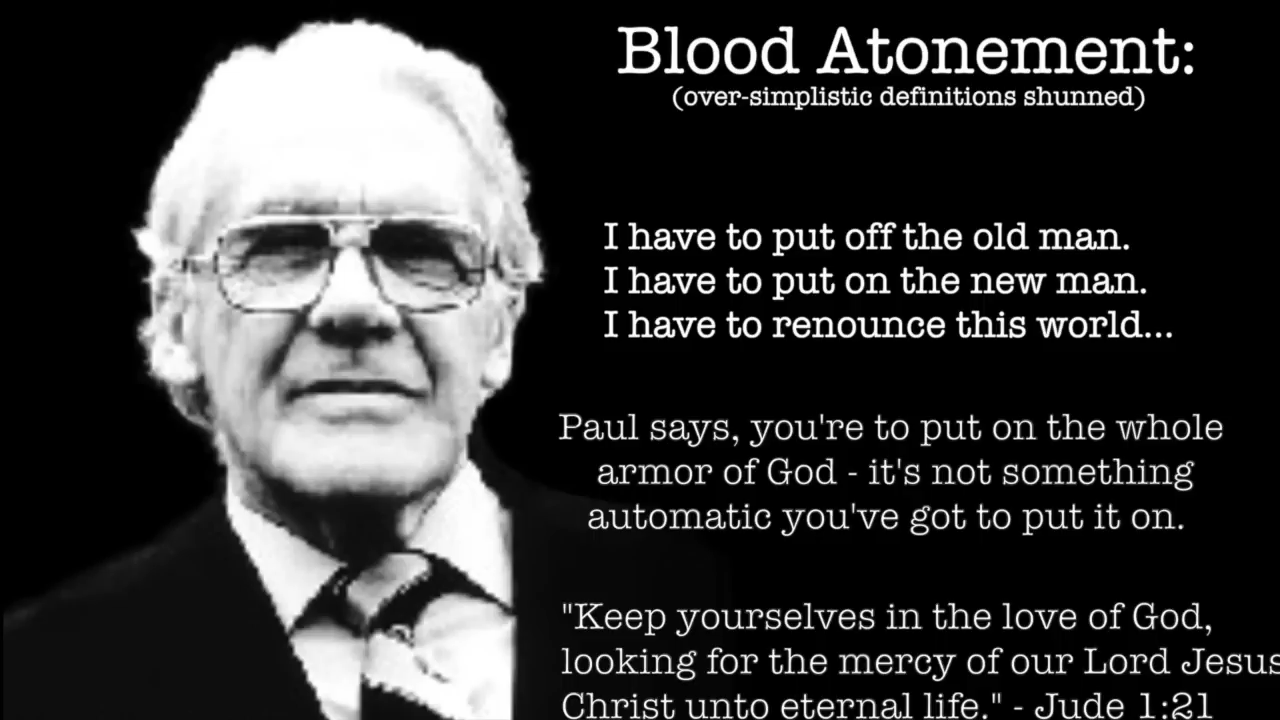 Blood Atonement:
(over-simplistic definitions shunned)
I have to put off the old man.
I have to put on the new man.
I have to renounce this world...
Paul says, you're to put on the whole
armor of God - it's not something
automatic you've got to put it on.
"Keep yourselves in the love of God,
looking for the mercy of our Lord Jesus
Christ unto eternal life." - Jude 1:21